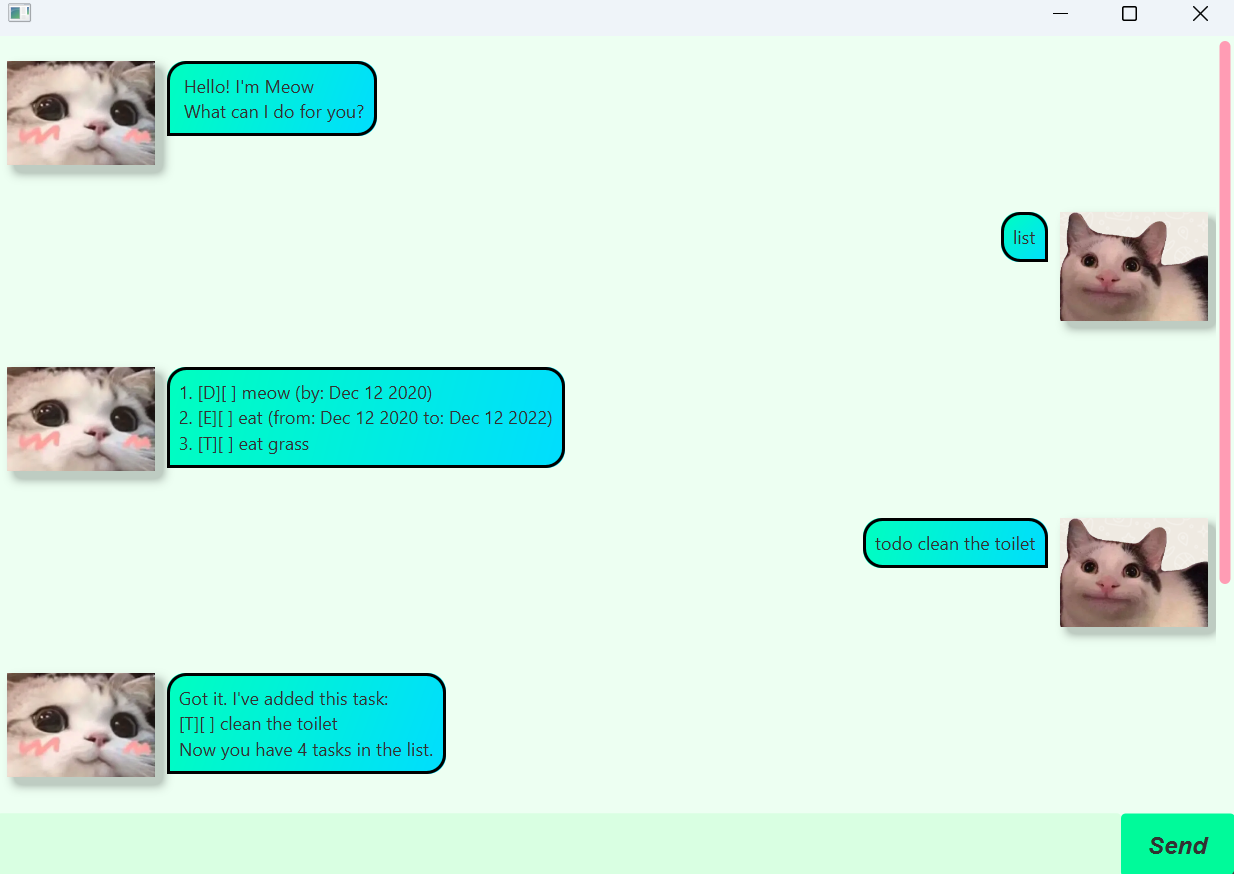 Hello! I'm Meow
What can I do for you?
list
1. [D][ ] meow (by: Dec 12 2020)
2. [E][ ] eat (from: Dec 12 2020 to: Dec 12 2022)
3. [T][ ] eat grass
todo clean the toilet
Got it. I've added this task:
[T][ ] clean the toilet
Now you have 4 tasks in the list.
Send